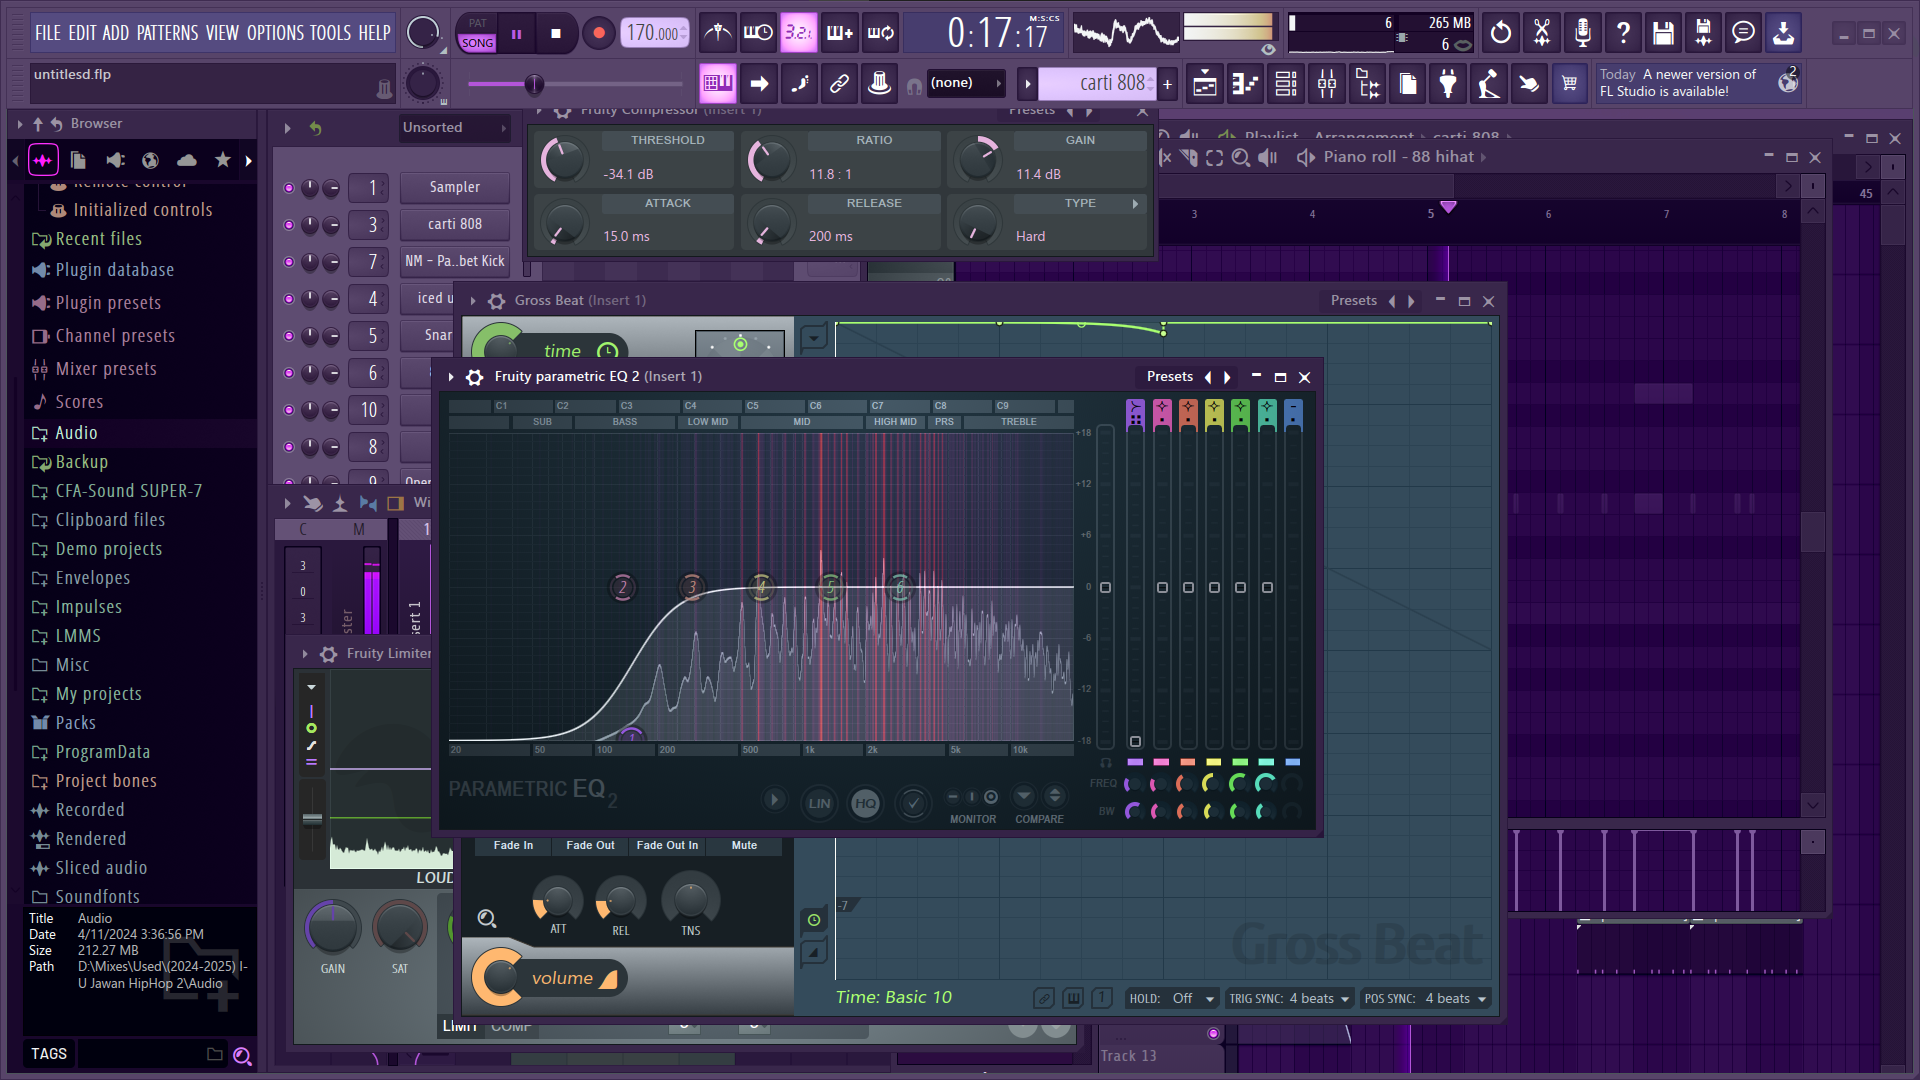 FILE EDIT ADD PATTERNS VIEW OPTIONS TOOLS HELP
untitlesd.flp
PAT
SONG
170.000
3.2.1
0:17:17
M:S:CS
6
265 MB
6
(none)
carti 808
Today A newer version of
FL Studio is available!
2
Browser
Initialized controls
Recent files
Plugin database
Plugin presets
Channel presets
Mixer presets
Scores
Audio
Backup
CFA-Sound SUPER-7
Clipboard files
Demo projects
Envelopes
Impulses
LMMS
Misc
My projects
Packs
ProgramData
Project bones
Recorded
Rendered
Sliced audio
Soundfonts
Title Audio
Date 4/11/2024 3:36:56 PM
Size 212.27 MB
Path D:\Mixes\Used\(2024-2025) I-
U Jawan HipHop 2\Audio
TAGS
Unsorted
1 Sampler
3 carti 808
7 NM - Pa..bet Kick
4 iced u
5 Snar
6
10
8
9 Oper
Wi
C M 1
3
0
3
Fruity Compressor (Insert 1) Presets
THRESHOLD
-34.1 dB
RATIO
11.8 : 1
GAIN
11.4 dB
ATTACK
15.0 ms
RELEASE
200 ms
TYPE
Hard
Playlist - Arrangement carti 808
Piano roll - 88 hihat
3 4 5 6 7 8
45
Gross Beat (Insert 1) Presets
time
Fruity parametric EQ 2 (Insert 1) Presets
C1 C2 C3 C4 C5 C6 C7 C8 C9
SUB BASS LOW MID MID HIGH MID PRS TREBLE
+18
+12
+6
0
-6
-12
-18
2 3 4 5 6
1
20 50 100 200 500 1k 2k 5k 10k
PARAMETRIC EQ 2
LIN HQ
MONITOR COMPARE
FREQ
BW
Fruity Limiter
LOUD
GAIN SAT
LIMIT COMP
Fade In Fade Out Fade Out In Mute
ATT REL TNS
volume
-7
Gross Beat
Time: Basic 10
1
HOLD: Off
TRIG SYNC: 4 beats
POS SYNC: 4 beats
Track 13